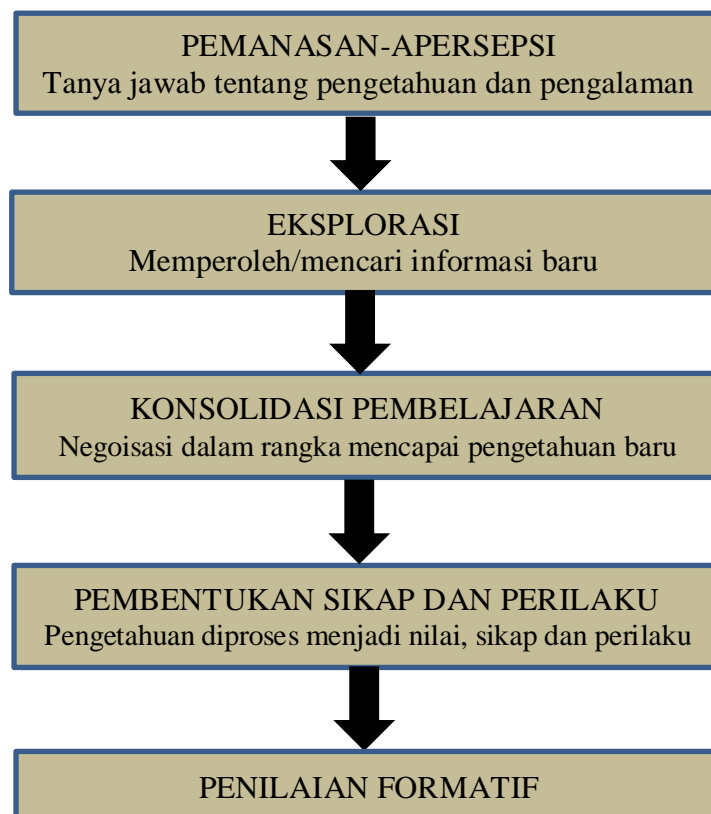 PEMANASAN-APERSEPSI
Tanya jawab tentang pengetahuan dan pengalaman
EKSPLORASI
Memperoleh/mencari informasi baru
KONSOLIDASI PEMBELAJARAN
Negoisasi dalam rangka mencapai pengetahuan baru
PEMBENTUKAN SIKAP DAN PERILAKU
Pengetahuan diproses menjadi nilai, sikap dan perilaku
PENILAIAN FORMATIF